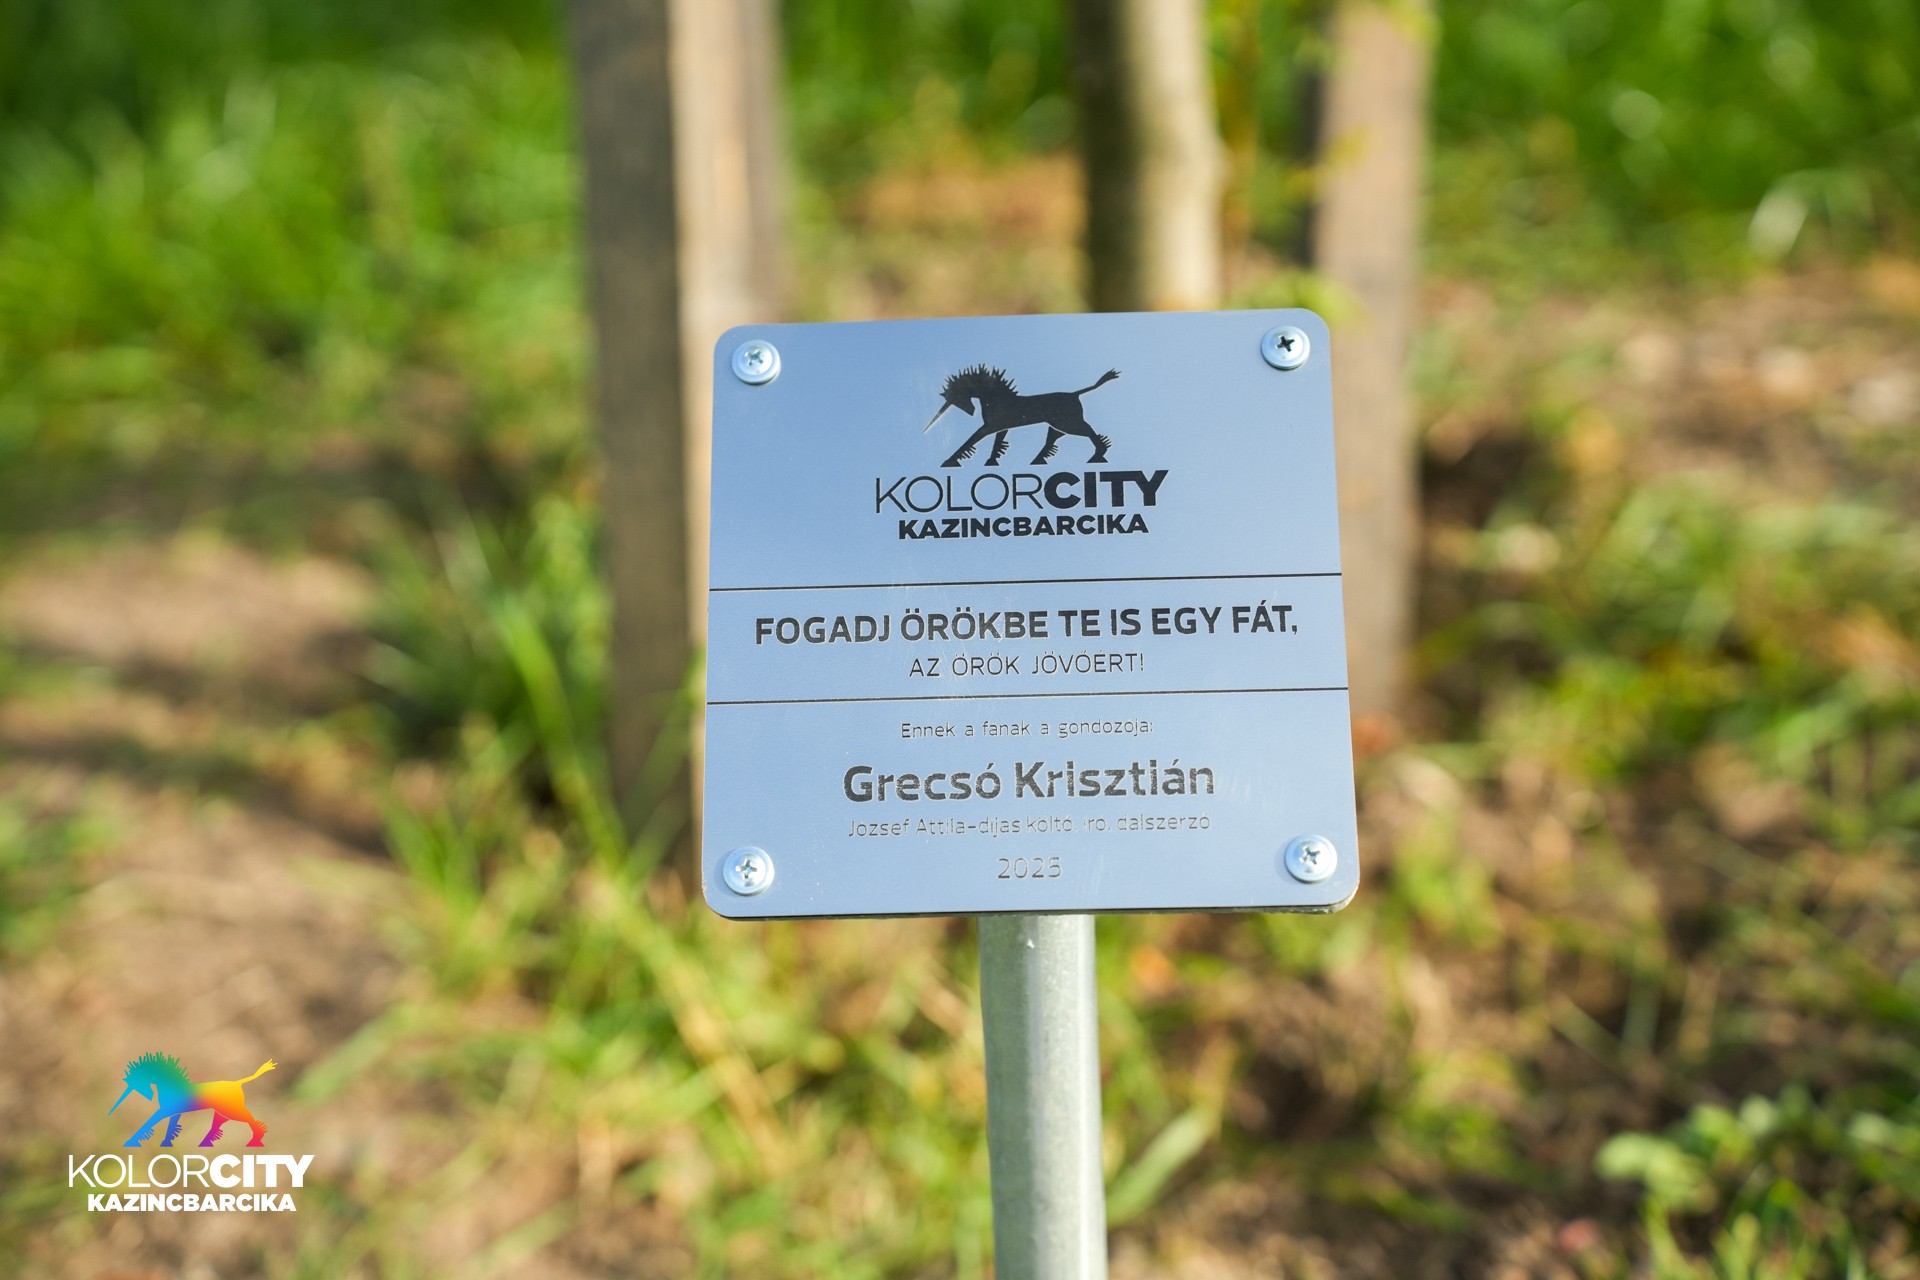 KOLORCITY
KAZINCBARCIKA
FOGADJ ÖRÖKBE TE IS EGY FÁT,
AZ ÖRÖK JÖVŐÉRT!
Ennek a fának a gondozója:
Grecsó Krisztián
József Attila-díjas költő, író, dalszerző
2025
KOLORCITY
KAZINCBARCIKA